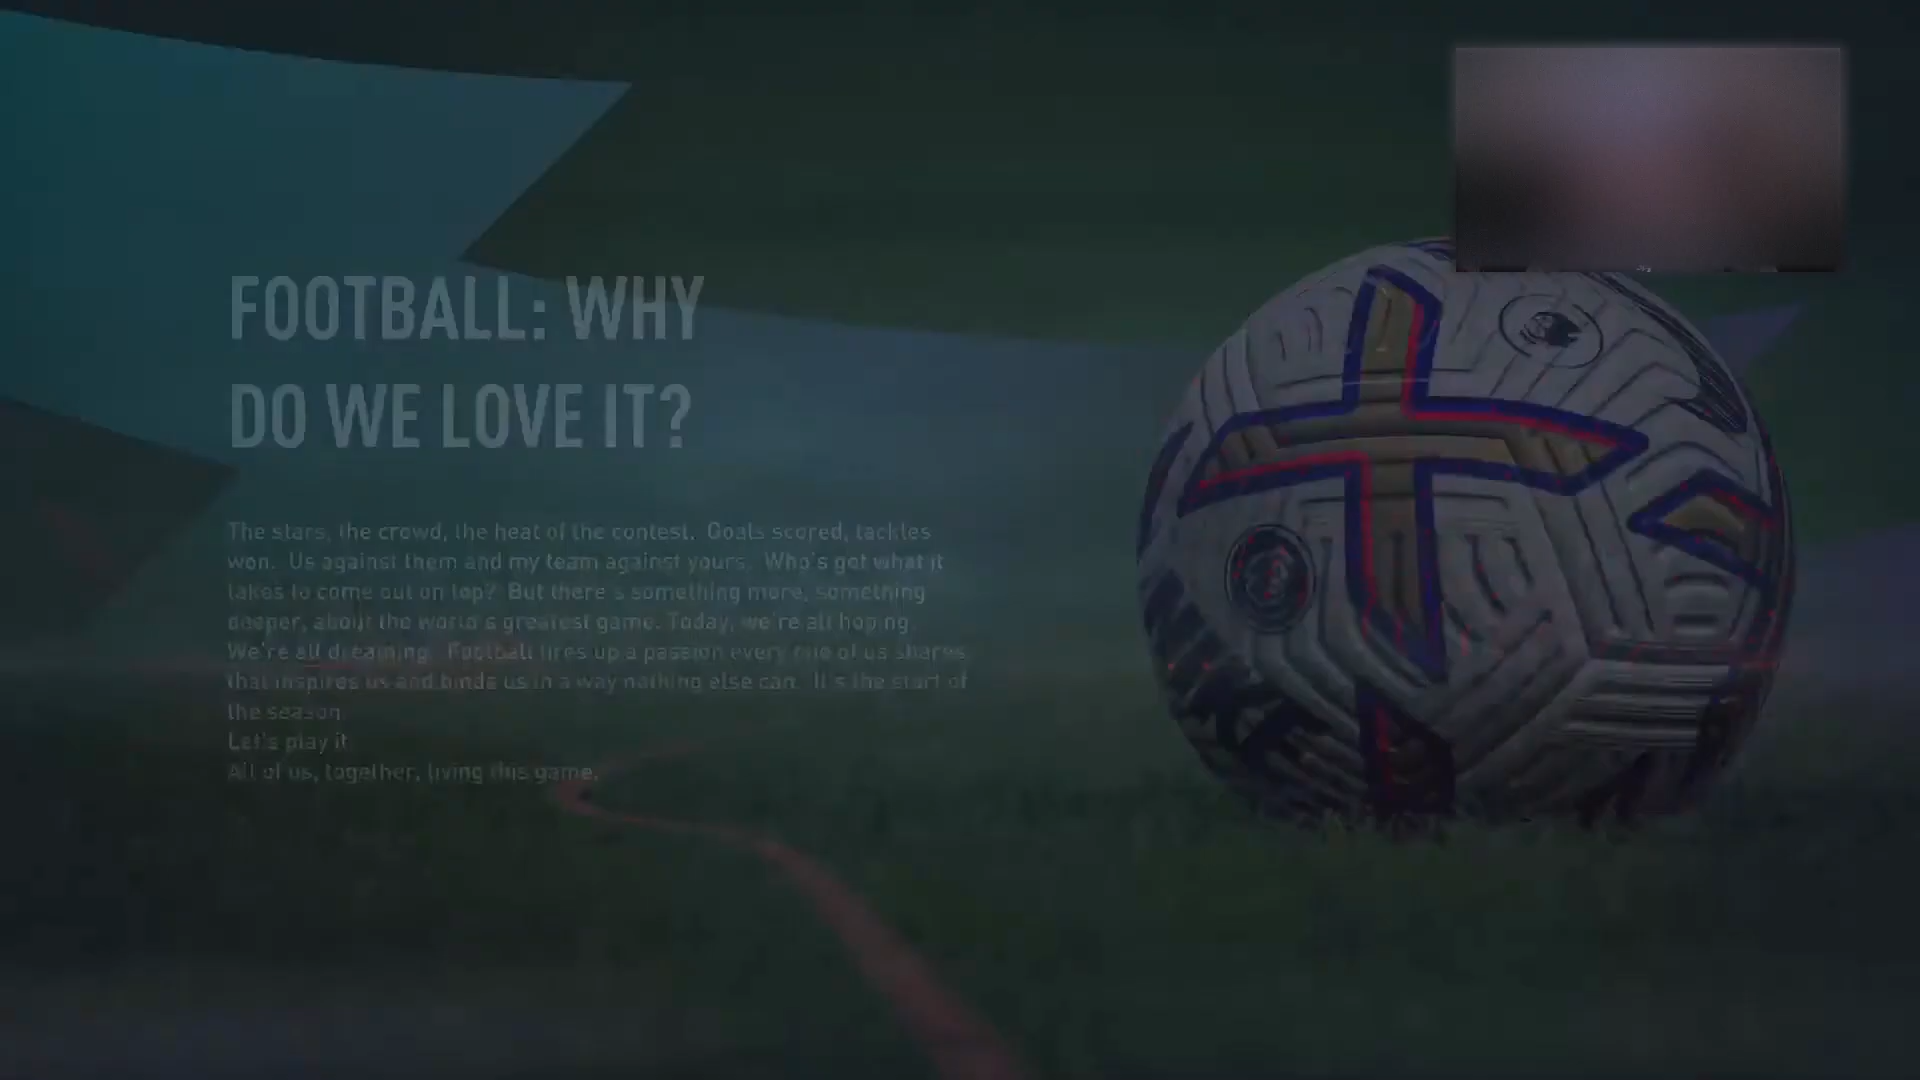 FOOTBALL: WHY
DO WE LOVE IT?
The stars, the crowd, the heat of the contest. Goals scored, tackles
won. Us against them and my team against yours. Who's got what it
takes to come out on top? But there's something more, something
deeper, about the world's greatest game. Today, we're all hoping.
We're all dreaming. Football fires up a passion every one of us shares
that inspires us and binds us in a way nothing else can. It's the start of
the season.
Let's play it.
All of us, together, living this game.